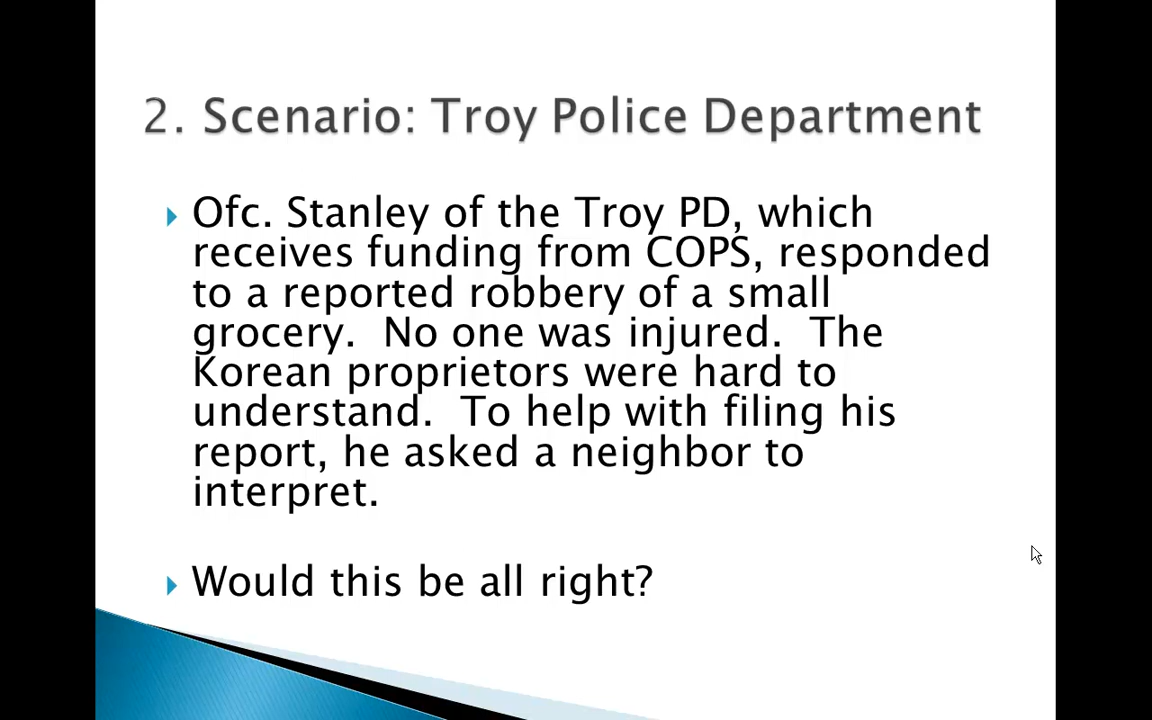 2. Scenario: Troy Police Department
Ofc. Stanley of the Troy PD, which
receives funding from COPS, responded
to a reported robbery of a small
grocery.  No one was injured.  The
Korean proprietors were hard to
understand.  To help with filing his
report, he asked a neighbor to
interpret.
Would this be all right?